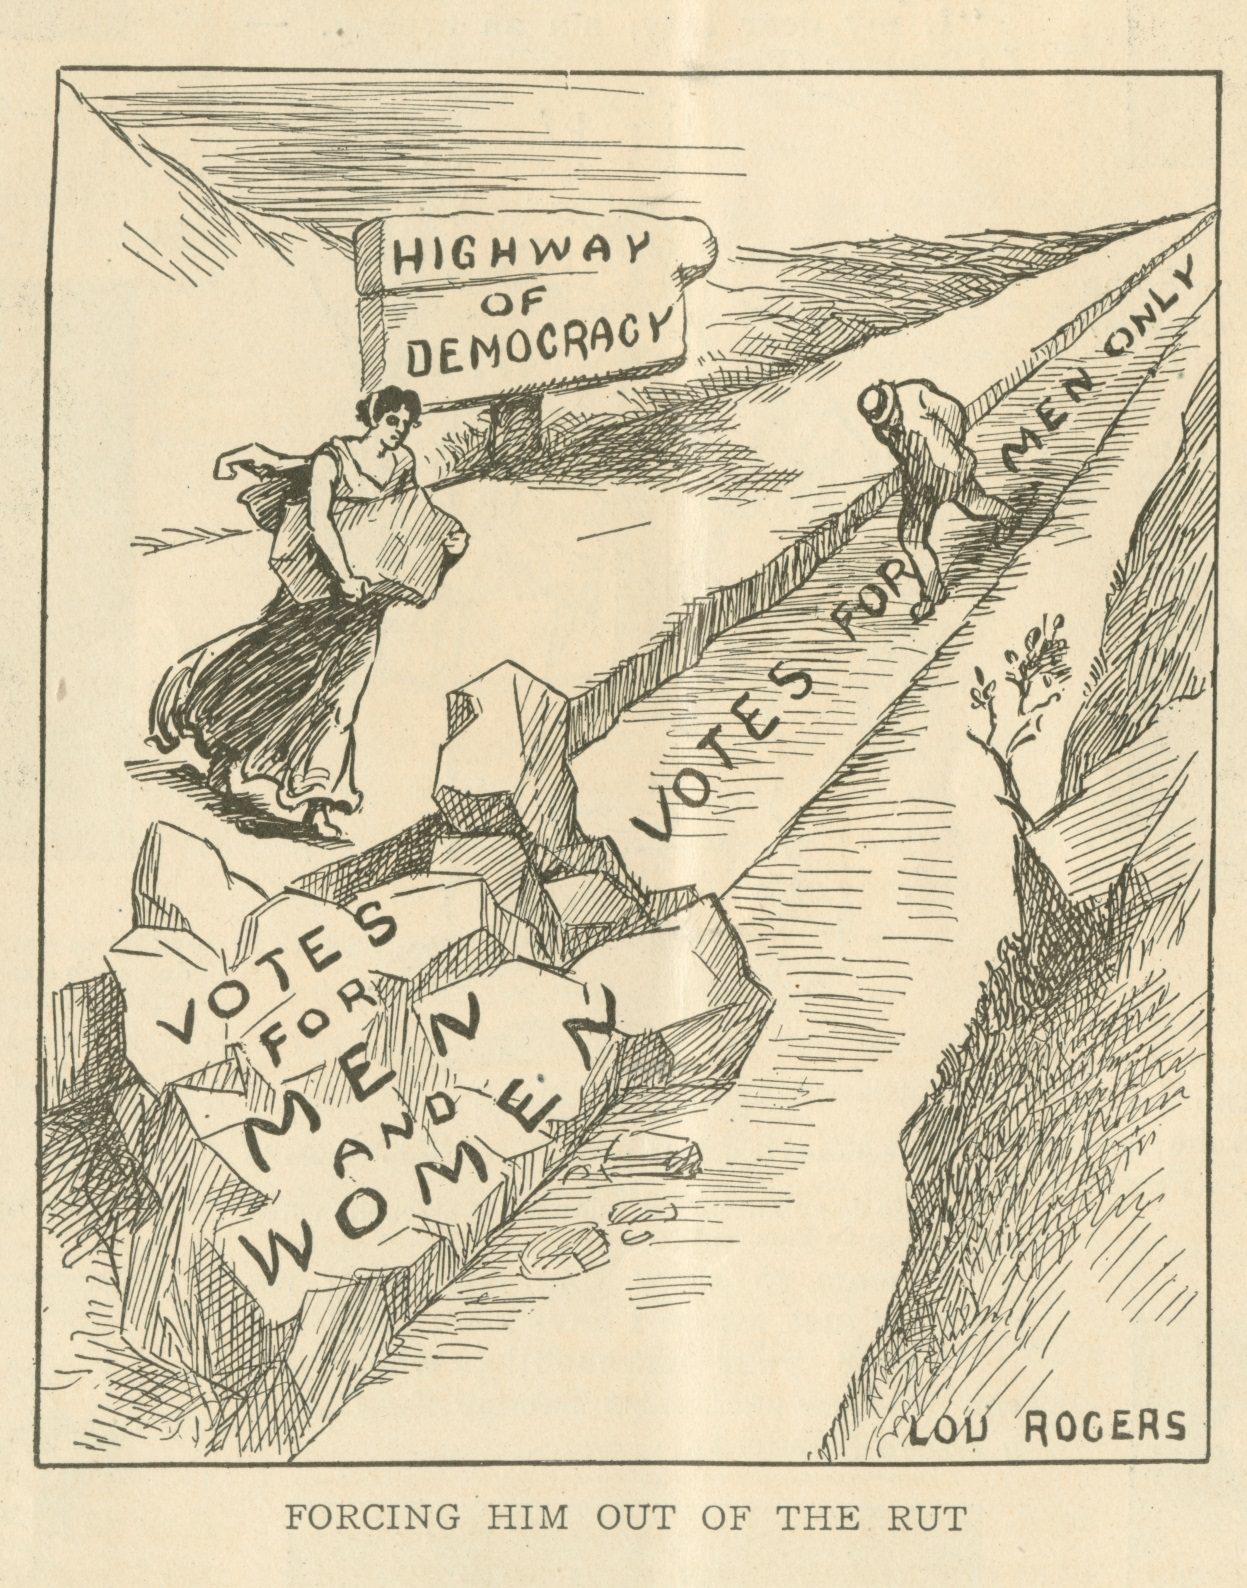 HIGHWAY
OF
DEMOCRACY
VOTES FOR MEN ONLY
VOTES
FOR
MEN
AND
WOMEN
LOU ROGERS
FORCING HIM OUT OF THE RUT